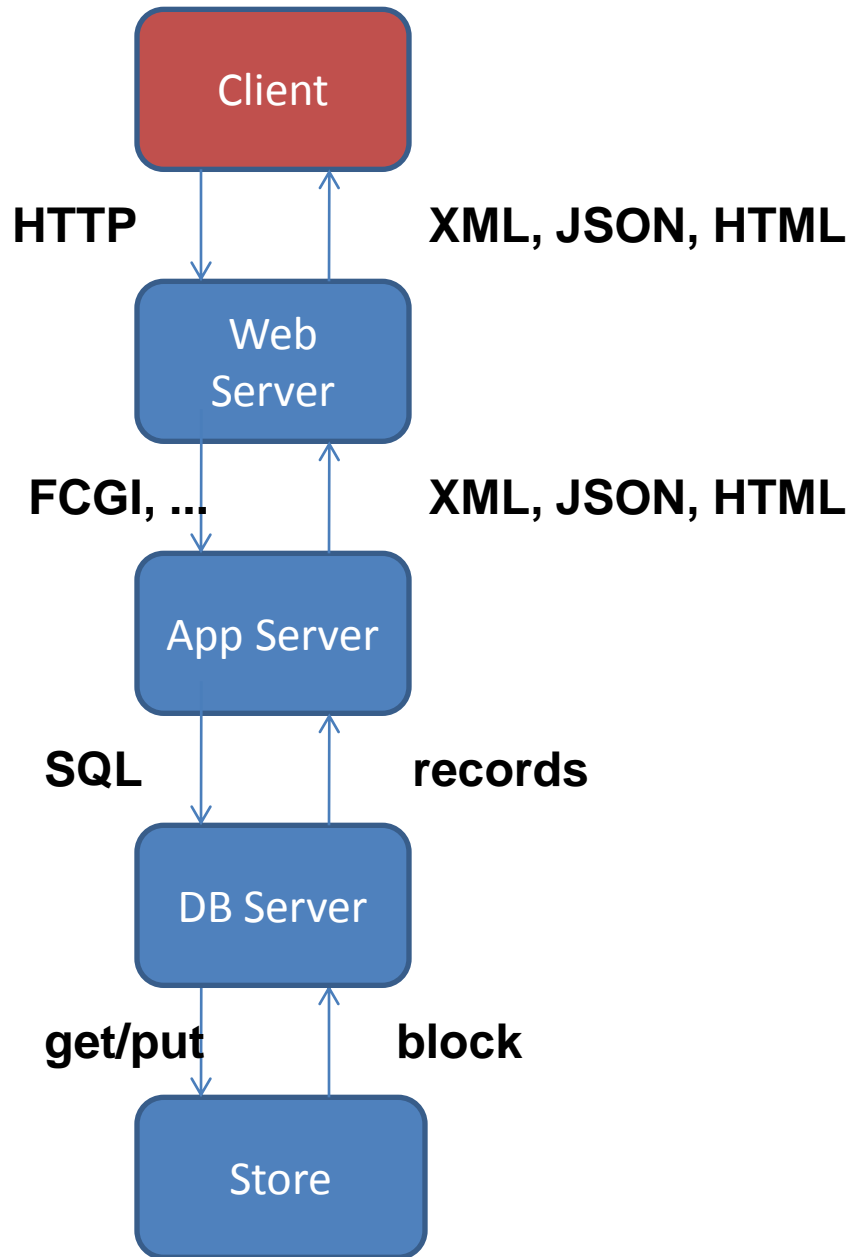 Client
HTTP
XML, JSON, HTML
Web
Server
FCGI, ...
XML, JSON, HTML
App Server
SQL
records
DB Server
get/put
block
Store